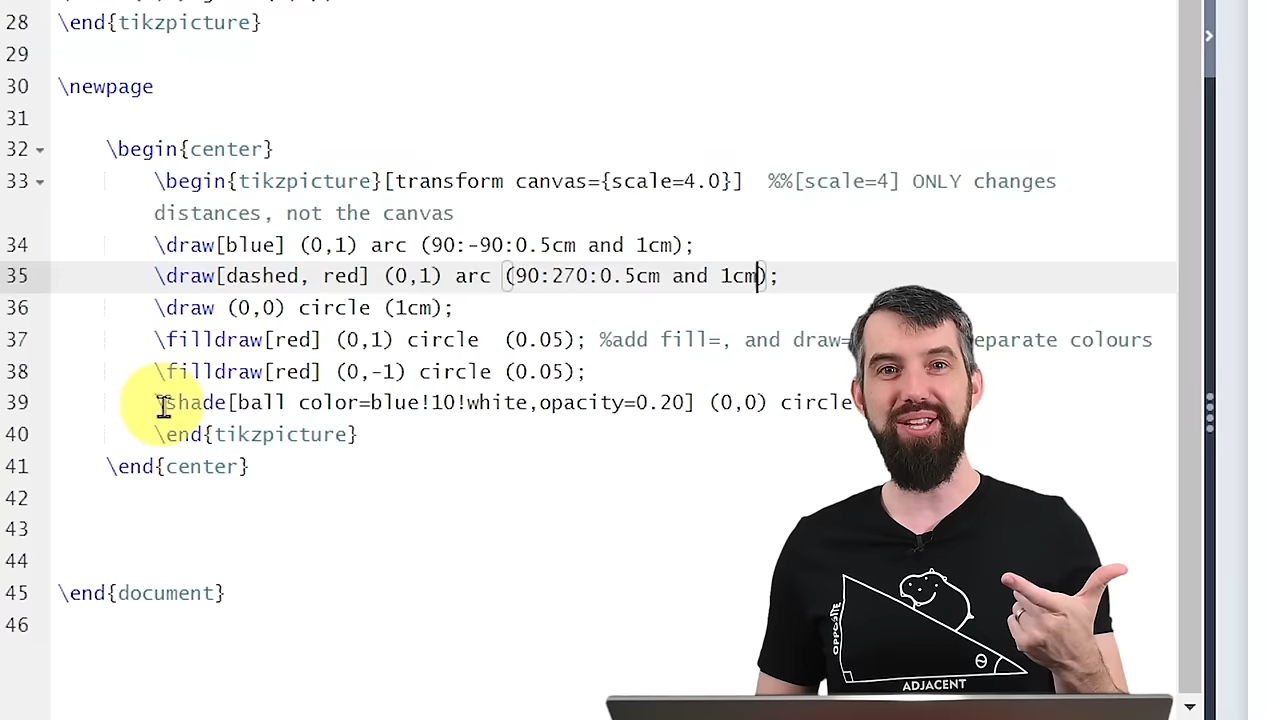 28 \end{tikzpicture}
29
30 \newpage
31
32 \begin{center}
33 \begin{tikzpicture}[transform canvas={scale=4.0}] %%[scale=4] ONLY changes
distances, not the canvas
34 \draw[blue] (0,1) arc (90:-90:0.5cm and 1cm);
35 \draw[dashed, red] (0,1) arc (90:270:0.5cm and 1cm);
36 \draw (0,0) circle (1cm);
37 \filldraw[red] (0,1) circle (0.05); %add fill=, and draw= eparate colours
38 \filldraw[red] (0,-1) circle (0.05);
39 \shade[ball color=blue!10!white,opacity=0.20] (0,0) circle
40 \end{tikzpicture}
41 \end{center}
42
43
44
45 \end{document}
46
OPPOSITE
θ
ADJACENT